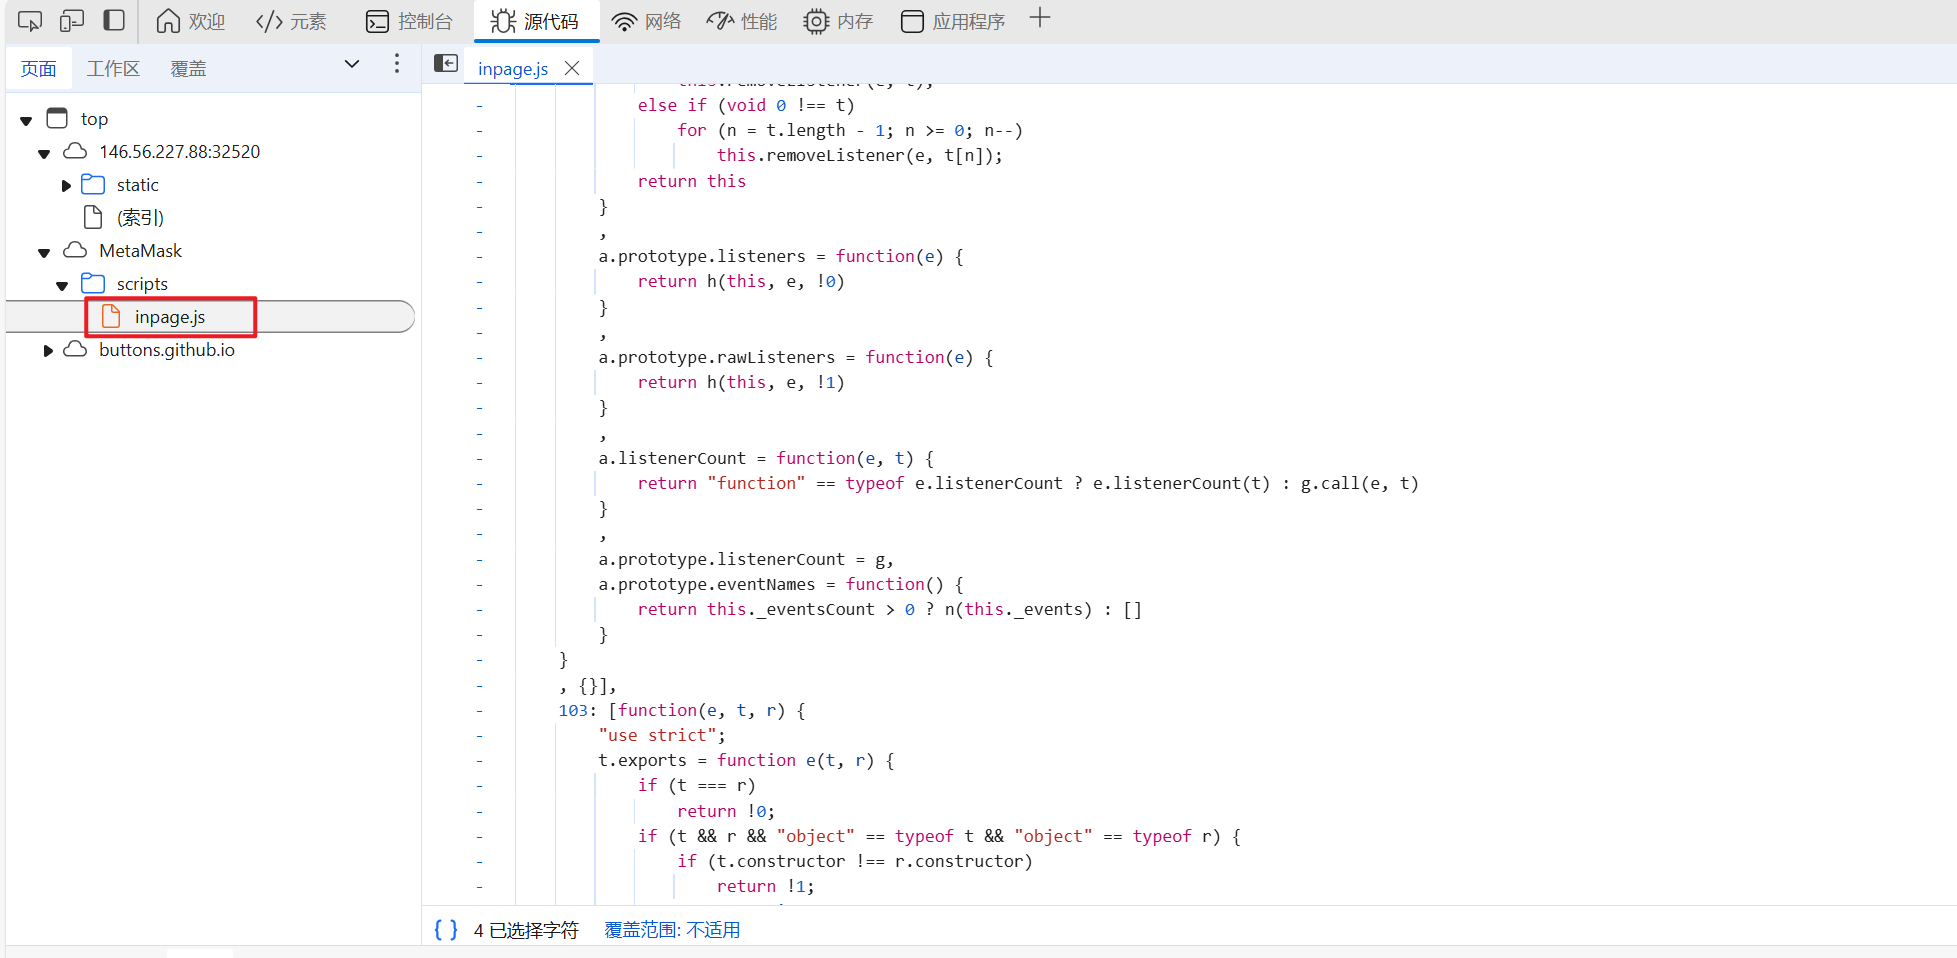 欢迎 </> 元素 控制台 源代码 网络 性能 内存 应用程序
页面 工作区 覆盖
inpage.js
top
146.56.227.88:32520
static
(索引)
MetaMask
scripts
inpage.js
buttons.github.io
this.removeListener(e, t);
else if (void 0 !== t)
for (n = t.length - 1; n >= 0; n--)
this.removeListener(e, t[n]);
return this
}
,
a.prototype.listeners = function(e) {
return h(this, e, !0)
}
,
a.prototype.rawListeners = function(e) {
return h(this, e, !1)
}
,
a.listenerCount = function(e, t) {
return "function" == typeof e.listenerCount ? e.listenerCount(t) : g.call(e, t)
}
,
a.prototype.listenerCount = g,
a.prototype.eventNames = function() {
return this._eventsCount > 0 ? n(this._events) : []
}
}
, {}],
103: [function(e, t, r) {
"use strict";
t.exports = function e(t, r) {
if (t === r)
return !0;
if (t && r && "object" == typeof t && "object" == typeof r) {
if (t.constructor !== r.constructor)
return !1;
{ } 4 已选择字符 覆盖范围: 不适用